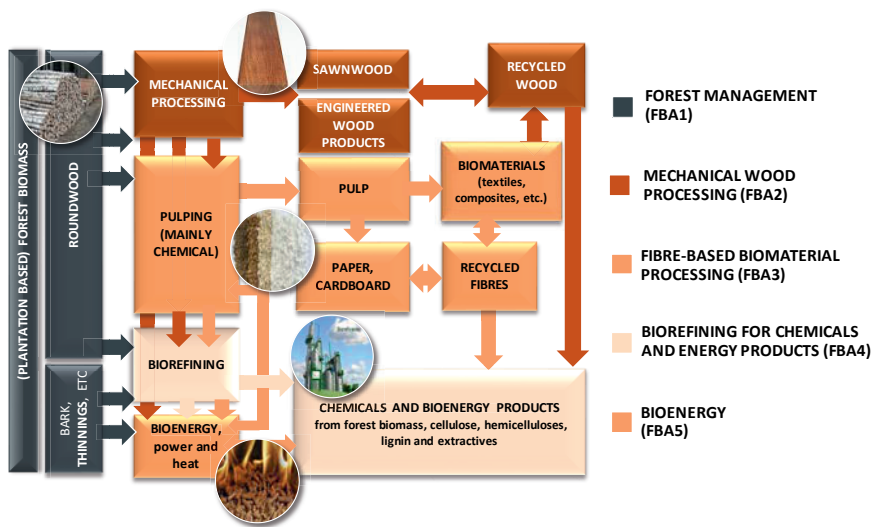 (PLANTATION BASED) FOREST BIOMASS
ROUNDWOOD
BARK,
THINNINGS, ETC
MECHANICAL
PROCESSING
PULPING
(MAINLY
CHEMICAL)
BIOREFINING
BIOENERGY,
power and
heat
SAWNWOOD
ENGINEERED
WOOD
PRODUCTS
PULP
PAPER,
CARDBOARD
RECYCLED
WOOD
BIOMATERIALS
(textiles,
composites, etc.)
RECYCLED
FIBRES
CHEMICALS AND BIOENERGY PRODUCTS
from forest biomass, cellulose, hemicelluloses,
lignin and extractives
FOREST MANAGEMENT
(FBA1)
MECHANICAL WOOD
PROCESSING (FBA2)
FIBRE-BASED BIOMATERIAL
PROCESSING (FBA3)
BIOREFINING FOR CHEMICALS
AND ENERGY PRODUCTS (FBA4)
BIOENERGY
(FBA5)